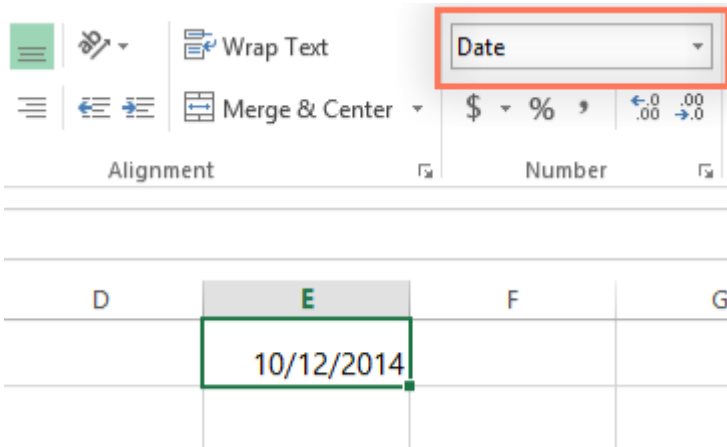 Wrap Text
Date
Merge & Center
$ % , .0 .00 .00 .0
Alignment
Number
D E F G
10/12/2014